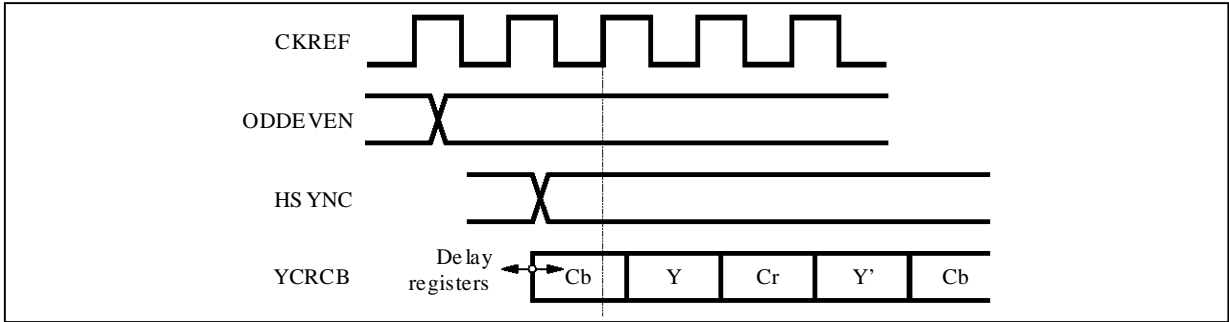 CKREF
ODDEVEN
HSYNC
Delay
registers
YCRCB
Cb
Y
Cr
Y’
Cb